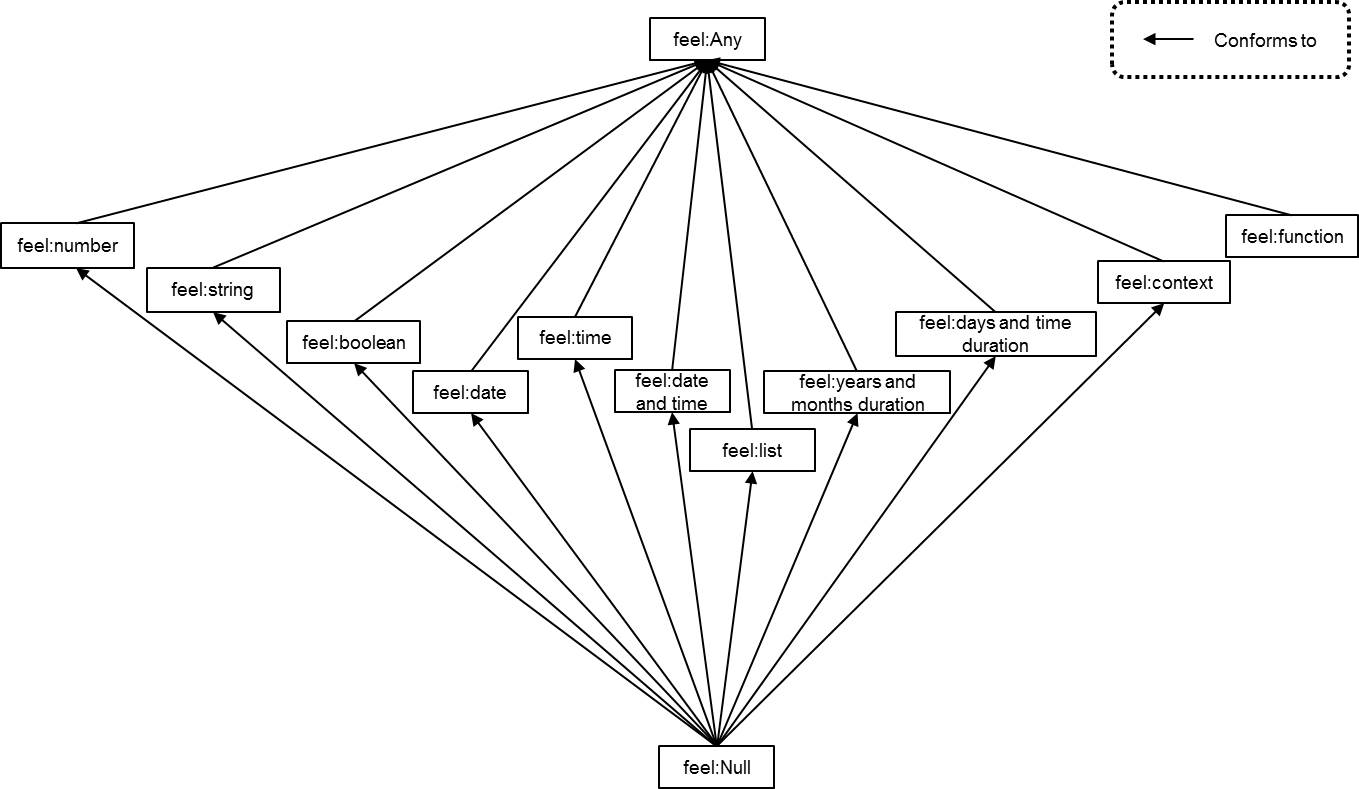 feel:Any
Conforms to
feel:number
feel:function
feel:string
feel:context
feel:boolean
feel:time
feel:days and time
duration
feel:date
feel:date
and time
feel:years and
months duration
feel:list
feel:Null